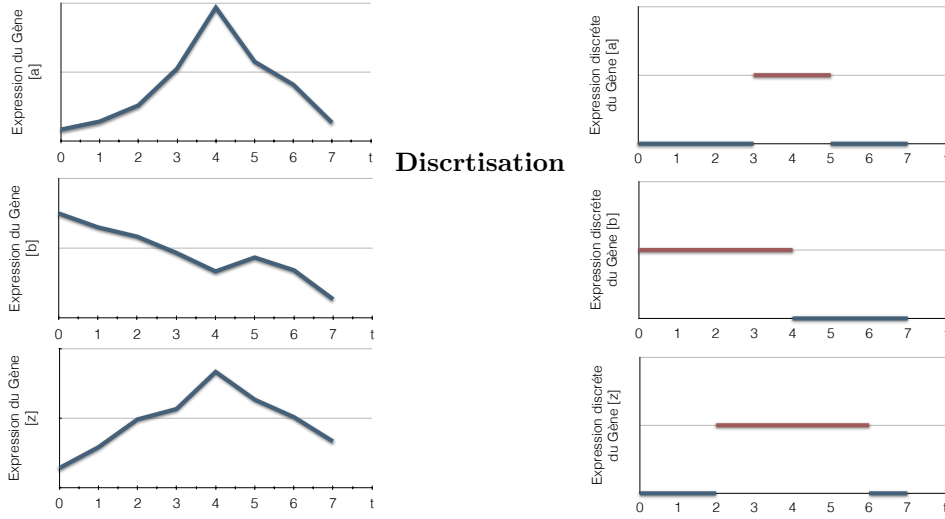 Expression du Gène
[a]
0 1 2 3 4 5 6 7 t
Expression du Gène
[b]
0 1 2 3 4 5 6 7 t
Expression du Gène
[z]
0 1 2 3 4 5 6 7 t
Discrtisation
Expression discréte
du Gène [a]
0 1 2 3 4 5 6 7 t
Expression discréte
du Gène [b]
0 1 2 3 4 5 6 7 t
Expression discréte
du Gène [z]
0 1 2 3 4 5 6 7 t